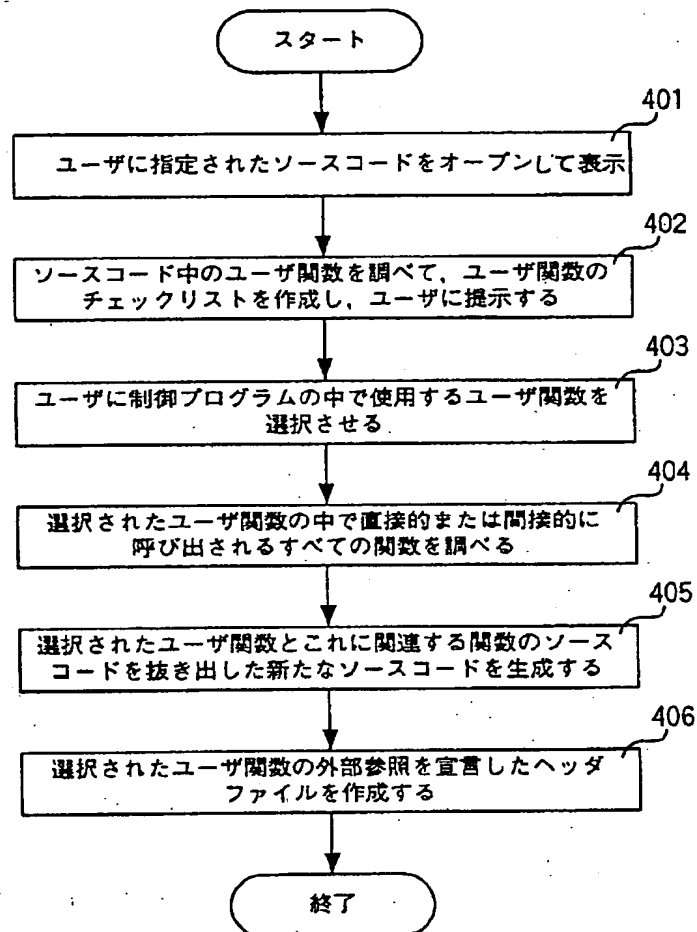 スタート
401
ユーザに指定されたソースコードをオープンして表示
402
ソースコード中のユーザ関数を調べて，ユーザ関数の
チェックリストを作成し，ユーザに提示する
403
ユーザに制御プログラムの中で使用するユーザ関数を
選択させる
404
選択されたユーザ関数の中で直接的または間接的に
呼び出されるすべての関数を調べる
405
選択されたユーザ関数とこれに関連する関数のソース
コードを抜き出した新たなソースコードを生成する
406
選択されたユーザ関数の外部参照を宣言したヘッダ
ファイルを作成する
終了